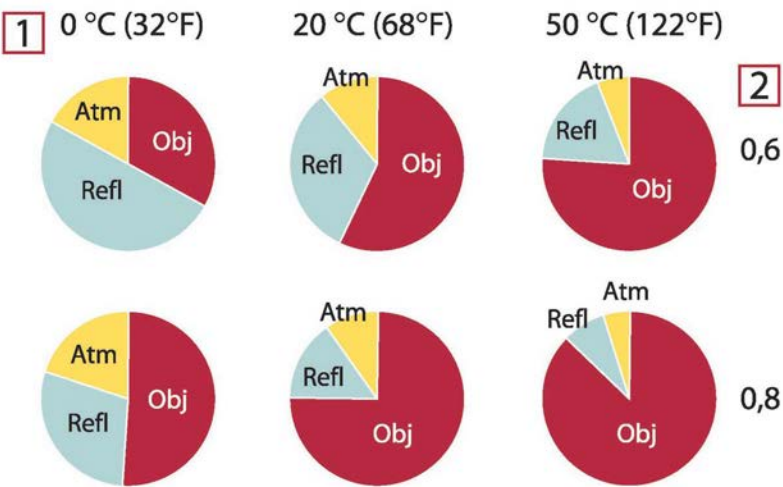 1 0 °C (32°F) 20 °C (68°F) 50 °C (122°F)
2
Atm Obj Refl
Atm Refl Obj
Atm Refl Obj
0,6
Atm Obj Refl
Atm Refl Obj
Atm Refl Obj
0,8